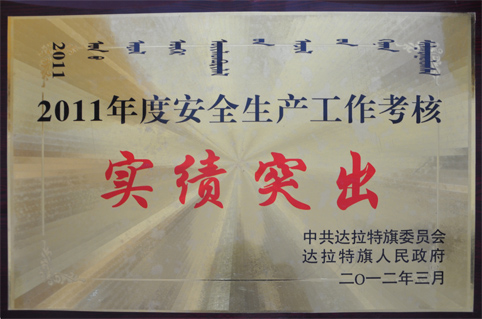 2011
2011年度安全生产工作考核
实绩突出
中共达拉特旗委员会
达拉特旗人民政府
二O一二年三月